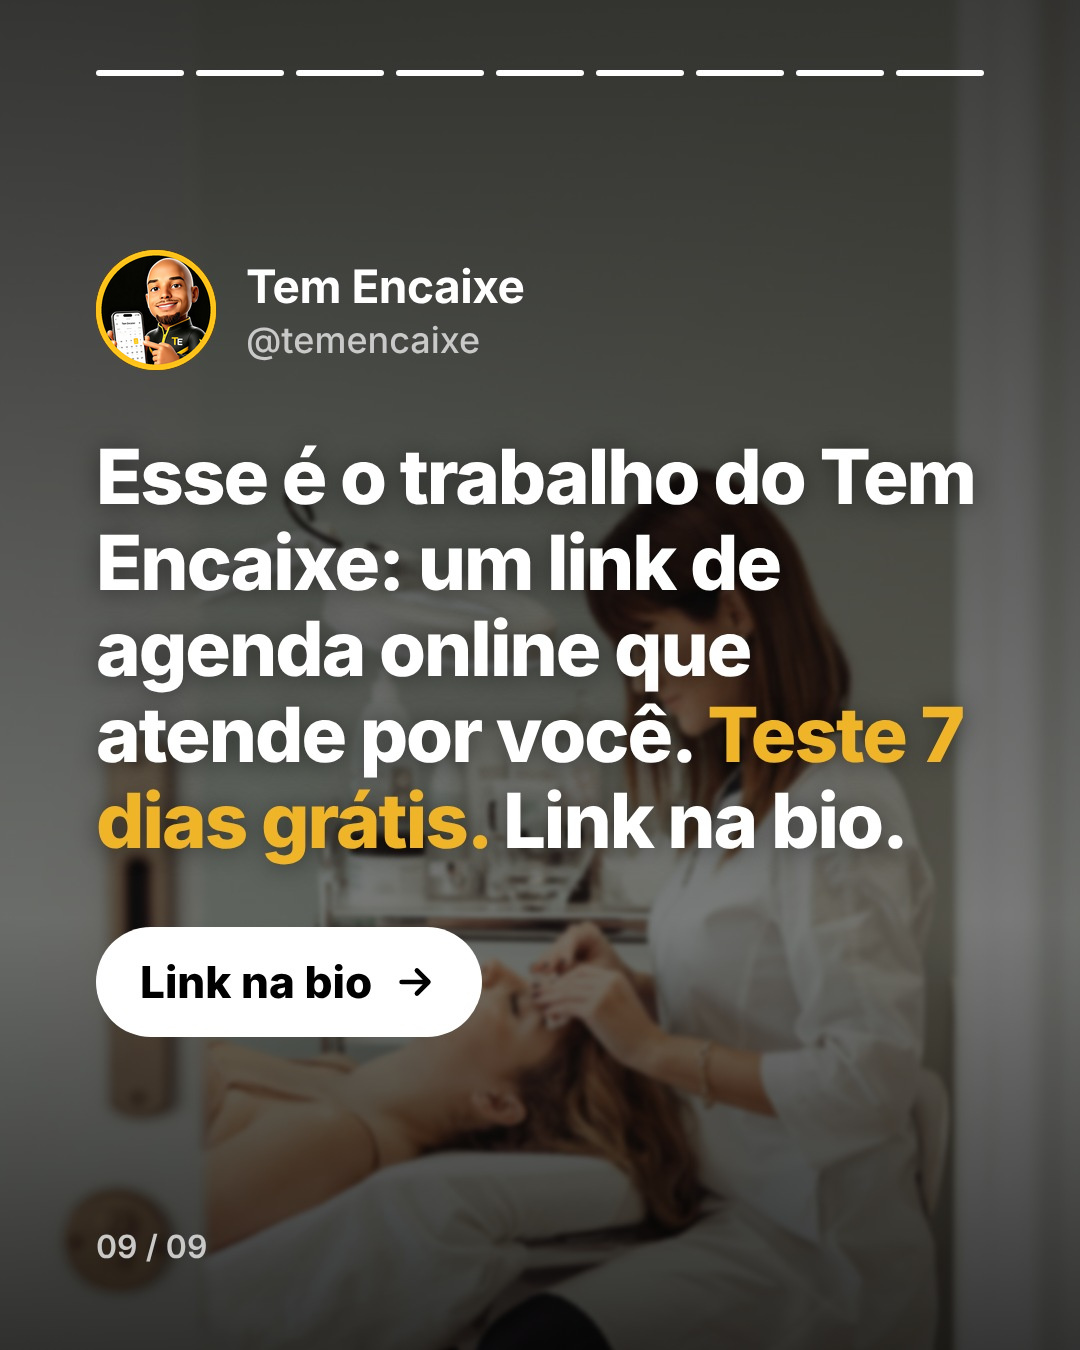 Tem Encaixe
@temencaixe
Esse é o trabalho do Tem
Encaixe: um link de
agenda online que
atende por você. Teste 7
dias grátis. Link na bio.
Link na bio →
09 / 09